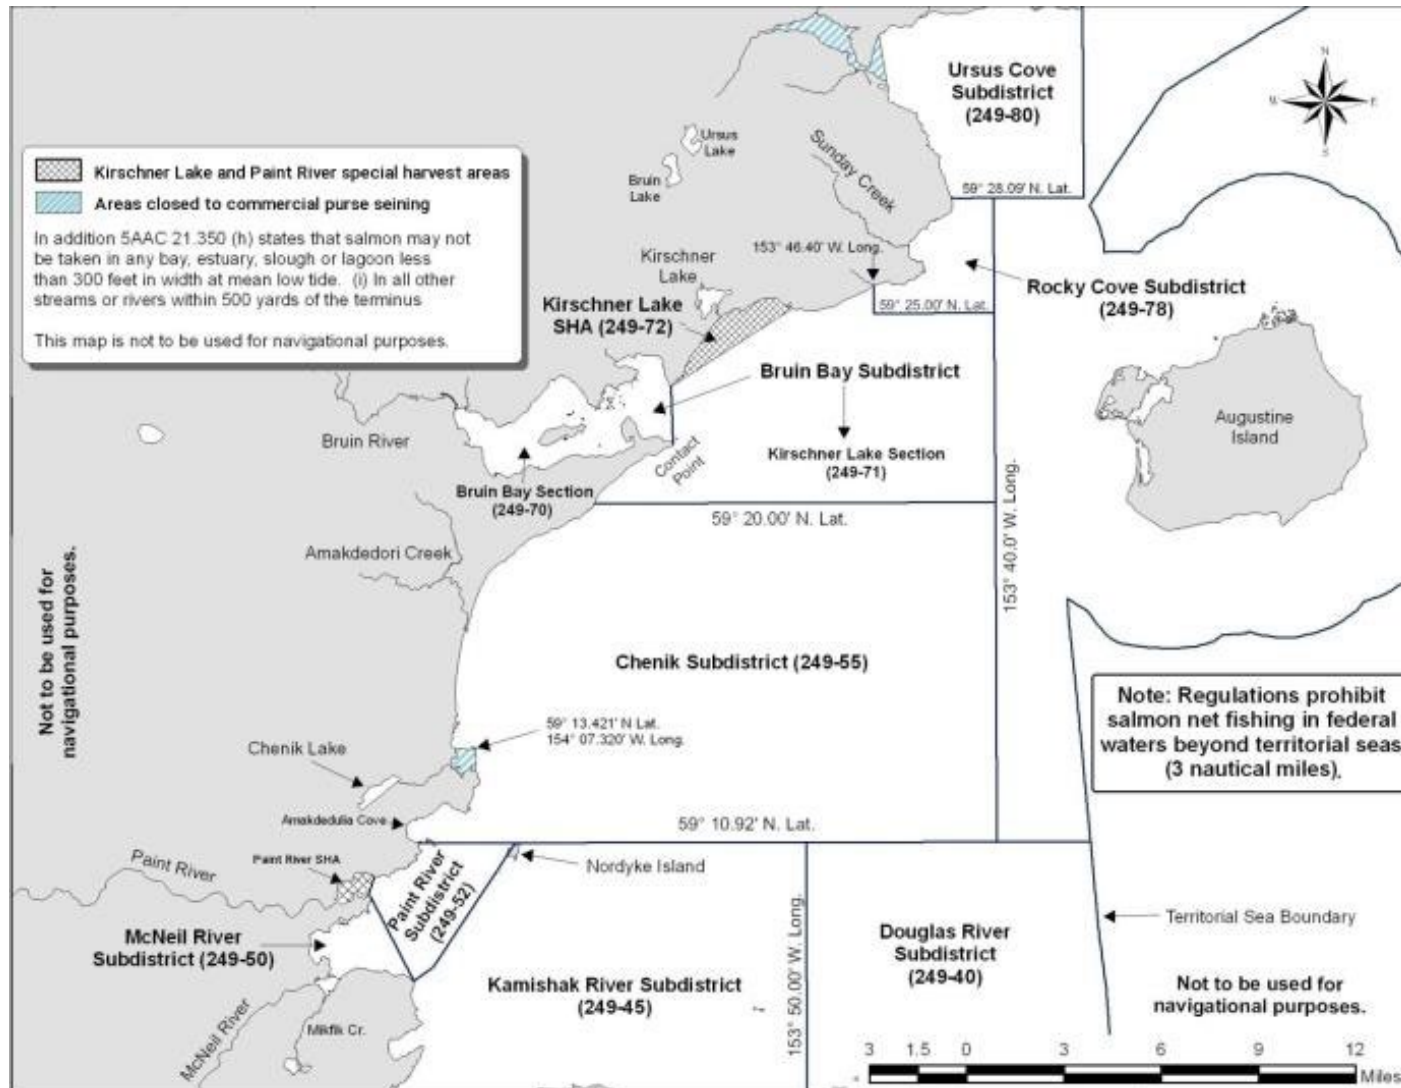 Ursus Cove
Subdistrict
(249-80)
N
W
E
S
Ursus
Lake
Bruin
Lake
Sunday Creek
59° 28.09' N. Lat.
Kirschner Lake and Paint River special harvest areas
Areas closed to commercial purse seining
In addition 5AAC 21.350 (h) states that salmon may not
be taken in any bay, estuary, slough or lagoon less
than 300 feet in width at mean low tide.  (i) In all other
streams or rivers within 500 yards of the terminus
This map is not to be used for navigational purposes.
153° 46.40' W. Long.
Kirschner
Lake
Kirschner Lake
SHA (249-72)
59° 25.00' N. Lat.
Rocky Cove Subdistrict
(249-78)
Bruin Bay Subdistrict
Augustine
Island
Bruin River
Contact
Point
Kirschner Lake Section
(249-71)
Bruin Bay Section
(249-70)
59° 20.00' N. Lat.
153° 40.0' W. Long.
Amakdedori Creek
Not to be used for
navigational purposes.
Chenik Subdistrict (249-55)
Note: Regulations prohibit
salmon net fishing in federal
waters beyond territorial seas
(3 nautical miles).
59° 13.421' N Lat.
154° 07.320' W. Long.
Chenik Lake
Amakdedulia Cove
59° 10.92' N. Lat.
Paint River
Paint River SHA
Paint River
Subdistrict
(249-52)
Nordyke Island
McNeil River
Subdistrict (249-50)
Territorial Sea Boundary
Douglas River
Subdistrict
(249-40)
Kamishak River Subdistrict
(249-45)
153° 50.00' W. Long.
Not to be used for
navigational purposes.
McNeil River
Mikfik Cr.
3 1.5 0 3 6 9 12
Miles